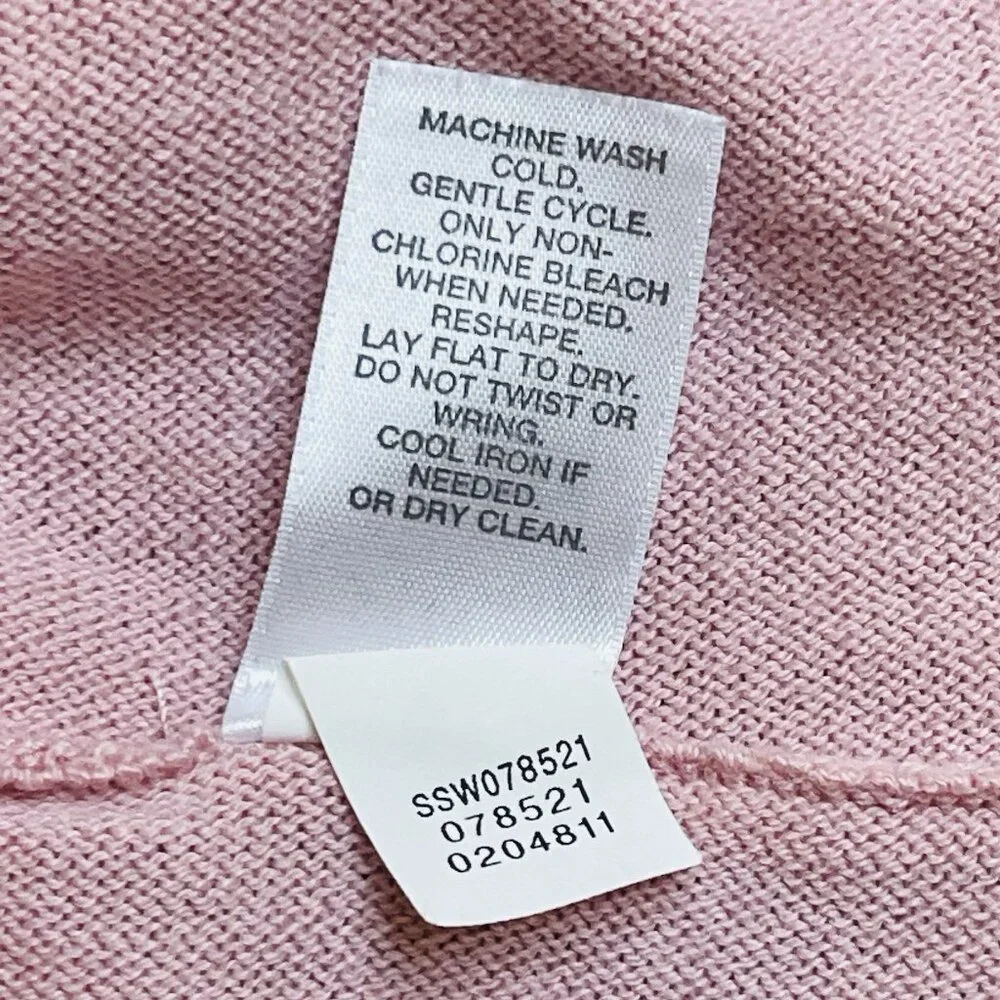 MACHINE WASH
COLD.
GENTLE CYCLE.
ONLY NON-
CHLORINE BLEACH
WHEN NEEDED.
RESHAPE.
LAY FLAT TO DRY.
DO NOT TWIST OR
WRING.
COOL IRON IF
NEEDED.
OR DRY CLEAN.
SSW078521
078521
0204811